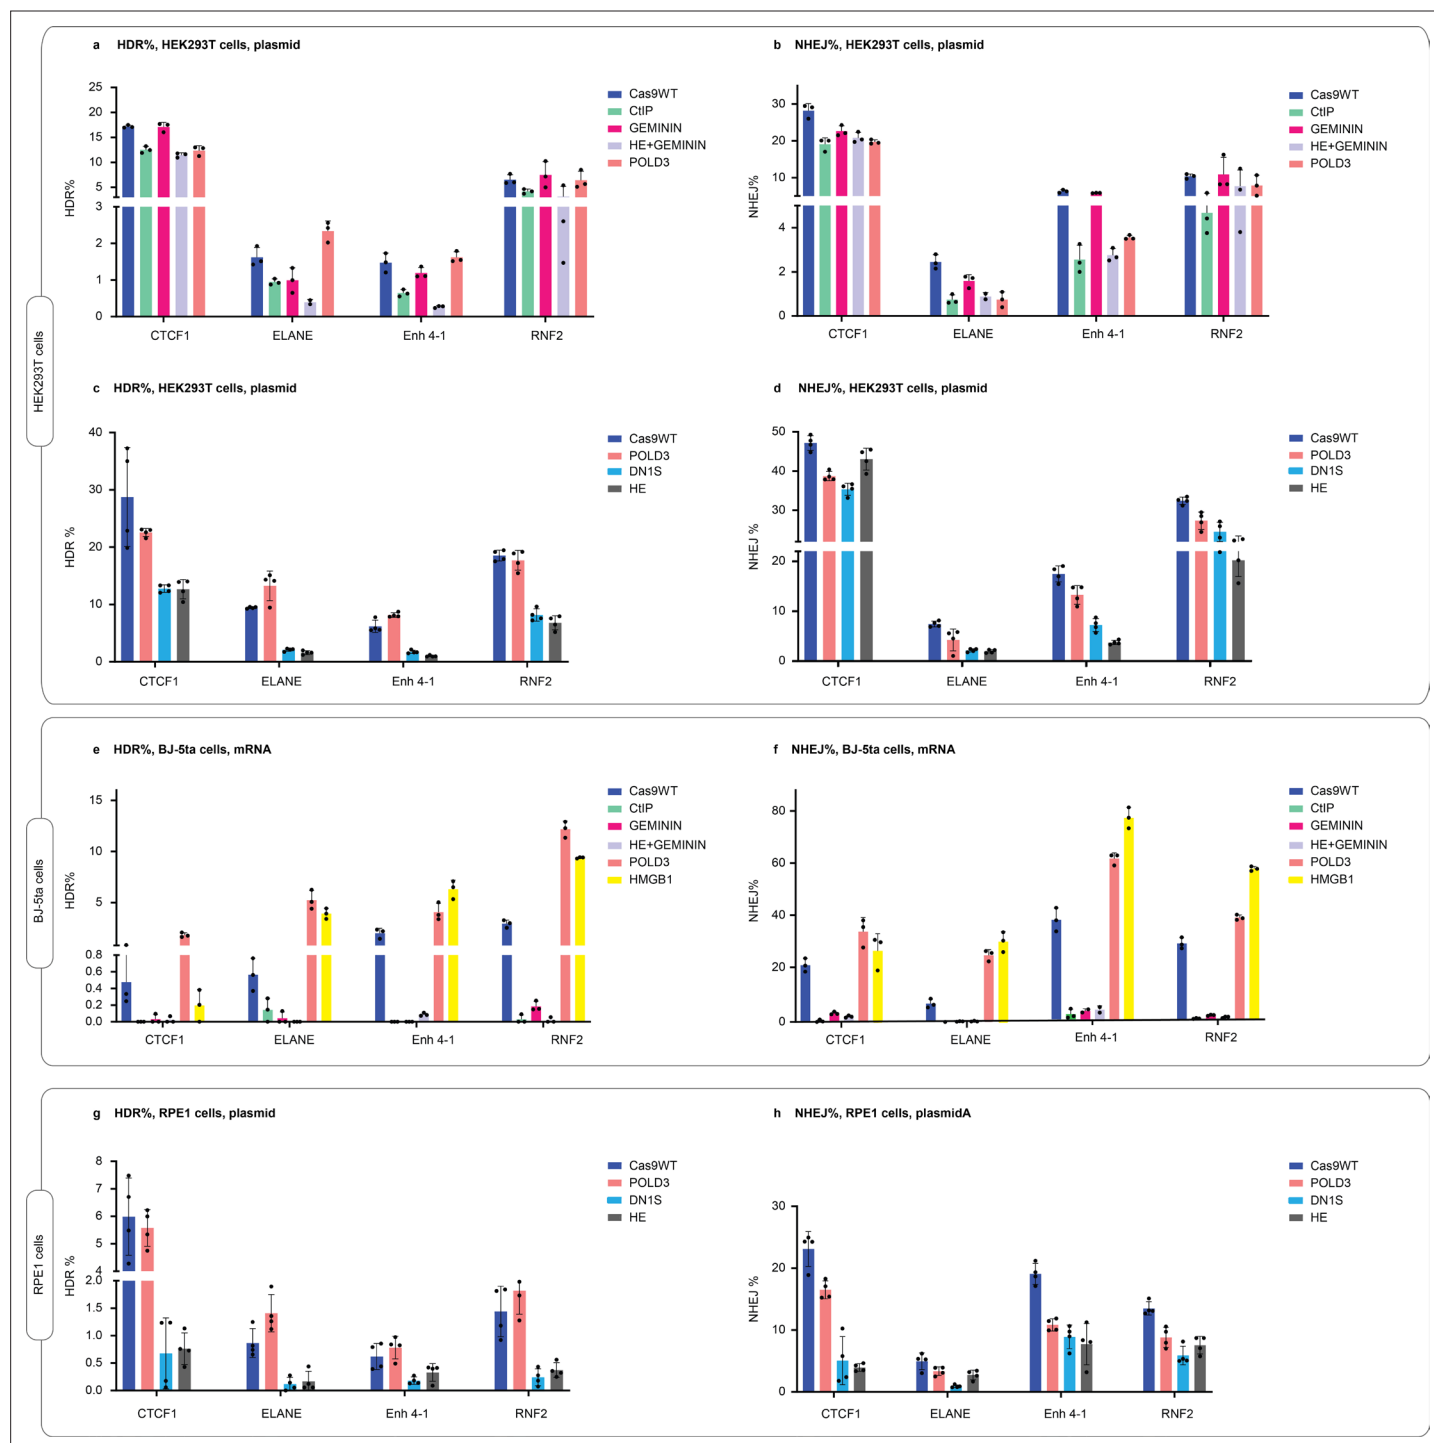 HEK293T cells
a HDR%, HEK293T cells, plasmid
HDR%
25
20
15
10
5
3
2
1
0
CTCF1 ELANE Enh 4-1 RNF2
Cas9WT
CtIP
GEMININ
HE+GEMININ
POLD3
b NHEJ%, HEK293T cells, plasmid
NHEJ%
30
20
10
4
2
0
CTCF1 ELANE Enh 4-1 RNF2
Cas9WT
CtIP
GEMININ
HE+GEMININ
POLD3
c HDR%, HEK293T cells, plasmid
HDR %
40
30
20
10
0
CTCF1 ELANE Enh 4-1 RNF2
Cas9WT
POLD3
DN1S
HE
d NHEJ%, HEK293T cells, plasmid
NHEJ %
50
40
30
20
10
0
CTCF1 ELANE Enh 4-1 RNF2
Cas9WT
POLD3
DN1S
HE
BJ-5ta cells
e HDR%, BJ-5ta cells, mRNA
HDR%
15
10
5
0.8
0.6
0.4
0.2
0.0
CTCF1 ELANE Enh 4-1 RNF2
Cas9WT
CtIP
GEMININ
HE+GEMININ
POLD3
HMGB1
f NHEJ%, BJ-5ta cells, mRNA
NHEJ%
80
60
40
20
0
CTCF1 ELANE Enh 4-1 RNF2
Cas9WT
CtIP
GEMININ
HE+GEMININ
POLD3
HMGB1
RPE1 cells
g HDR%, RPE1 cells, plasmid
HDR %
8
7
6
5
4
2.0
1.5
1.0
0.5
0.0
CTCF1 ELANE Enh 4-1 RNF2
Cas9WT
POLD3
DN1S
HE
h NHEJ%, RPE1 cells, plasmidA
NHEJ %
30
20
10
0
CTCF1 ELANE Enh 4-1 RNF2
Cas9WT
POLD3
DN1S
HE